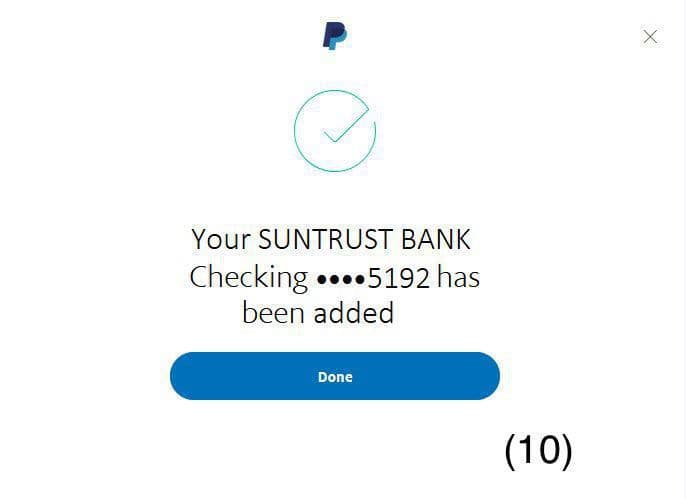 Your SUNTRUST BANK
Checking ••••5192 has
been added
Done
(10)